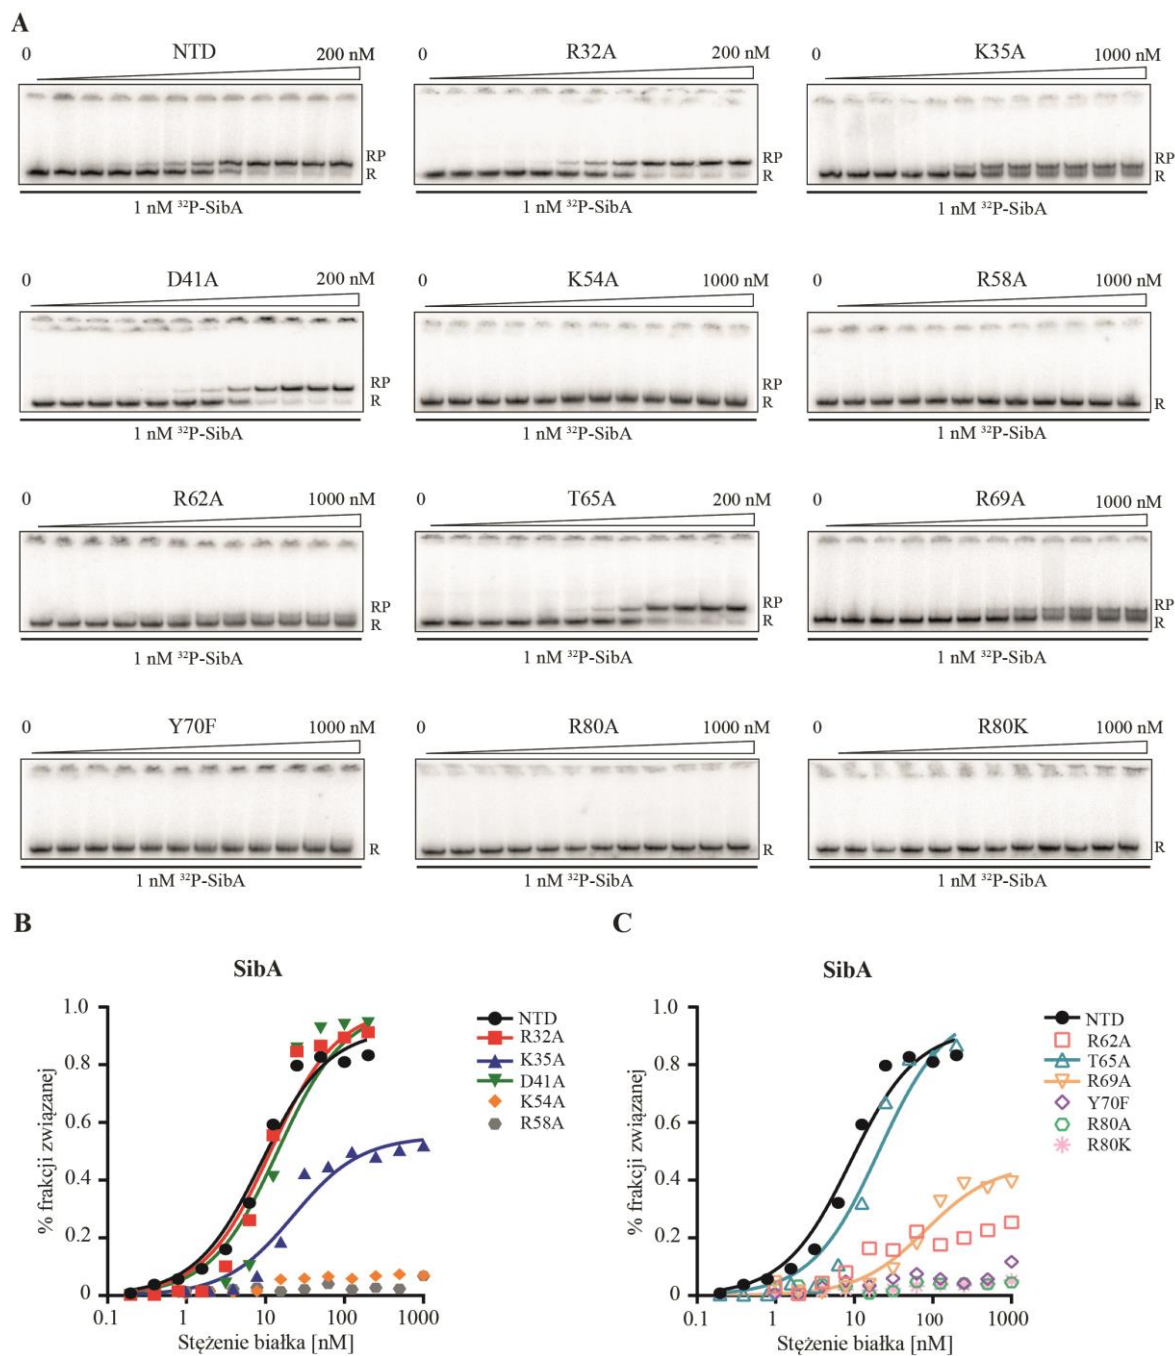 A
0 NTD 200 nM
0 R32A 200 nM
0 K35A 1000 nM
RP
R
RP
R
RP
R
1 nM ³²P-SibA
1 nM ³²P-SibA
1 nM ³²P-SibA
0 D41A 200 nM
0 K54A 1000 nM
0 R58A 1000 nM
RP
R
RP
R
R
1 nM ³²P-SibA
1 nM ³²P-SibA
1 nM ³²P-SibA
0 R62A 1000 nM
0 T65A 200 nM
0 R69A 1000 nM
RP
R
RP
R
RP
R
1 nM ³²P-SibA
1 nM ³²P-SibA
1 nM ³²P-SibA
0 Y70F 1000 nM
0 R80A 1000 nM
0 R80K 1000 nM
R
R
R
1 nM ³²P-SibA
1 nM ³²P-SibA
1 nM ³²P-SibA
B
SibA
% frakcji związanej
1.0
0.8
0.6
0.4
0.2
0
0.1 1 10 100 1000
Stężenie białka [nM]
NTD
R32A
K35A
D41A
K54A
R58A
C
SibA
% frakcji związanej
1.0
0.8
0.6
0.4
0.2
0
0.1 1 10 100 1000
Stężenie białka [nM]
NTD
R62A
T65A
R69A
Y70F
R80A
R80K